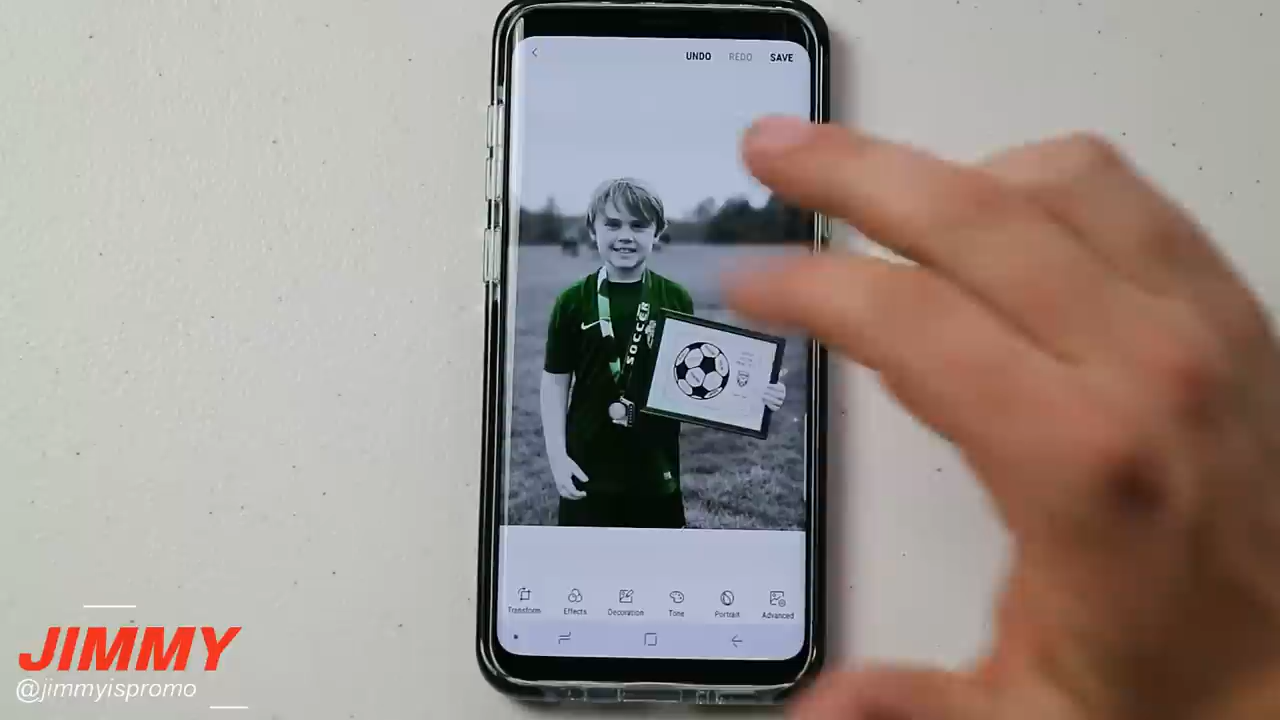 UNDO REDO SAVE
SOCCER
Transform Effects Decoration Tone Portrait Advanced
JIMMY
@jimmyispromo